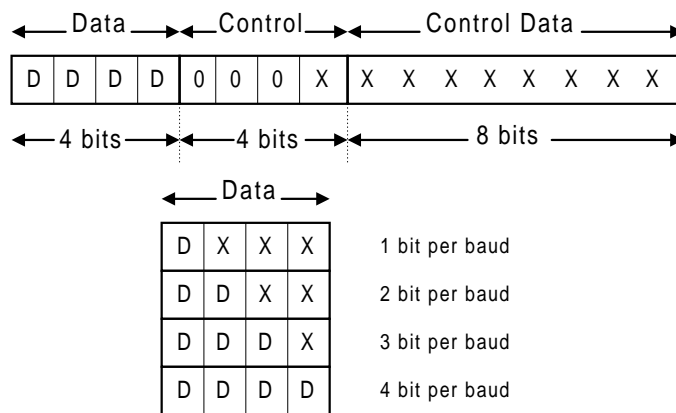 Data Control Control Data
D D D D 0 0 0 X X X X X X X X X
4 bits 4 bits 8 bits
Data
D X X X 1 bit per baud
D D X X 2 bit per baud
D D D X 3 bit per baud
D D D D 4 bit per baud